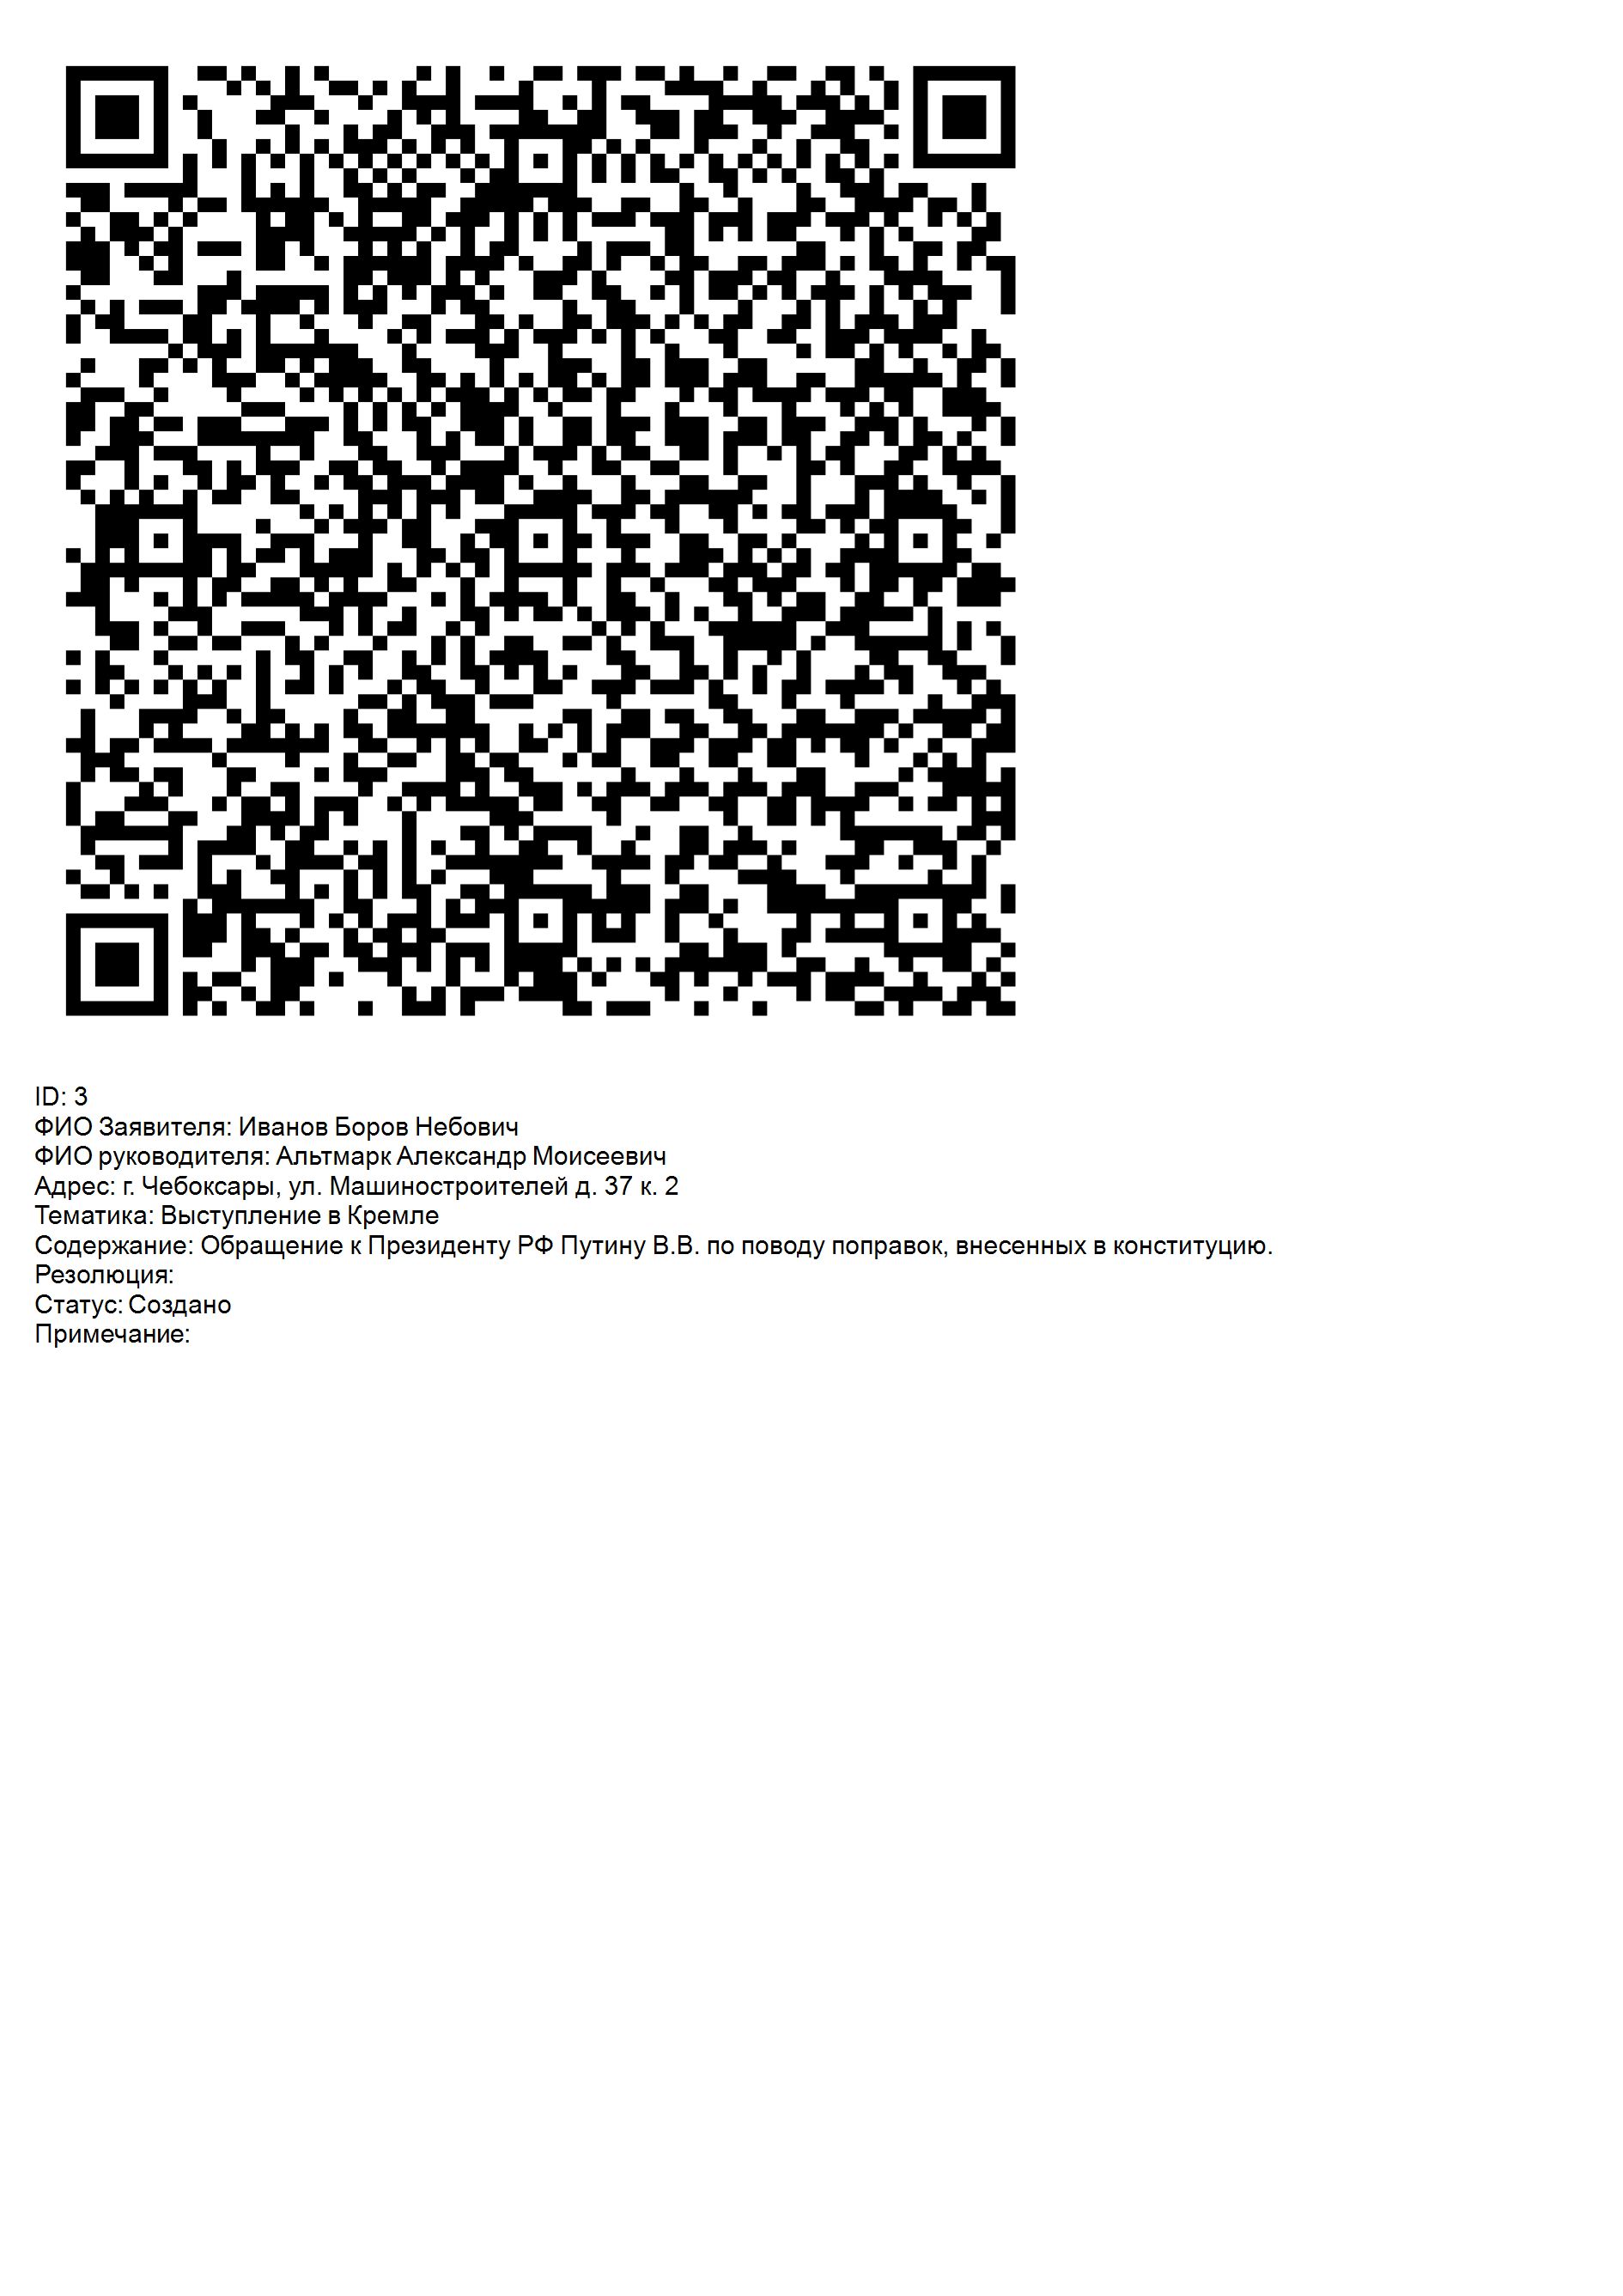 ID: 3
ФИО Заявителя: Иванов Боров Небович
ФИО руководителя: Альтмарк Александр Моисеевич
Адрес: г. Чебоксары, ул. Машиностроителей д. 37 к. 2
Тематика: Выступление в Кремле
Содержание: Обращение к Президенту РФ Путину В.В. по поводу поправок, внесенных в конституцию.
Резолюция:
Статус: Создано
Примечание: